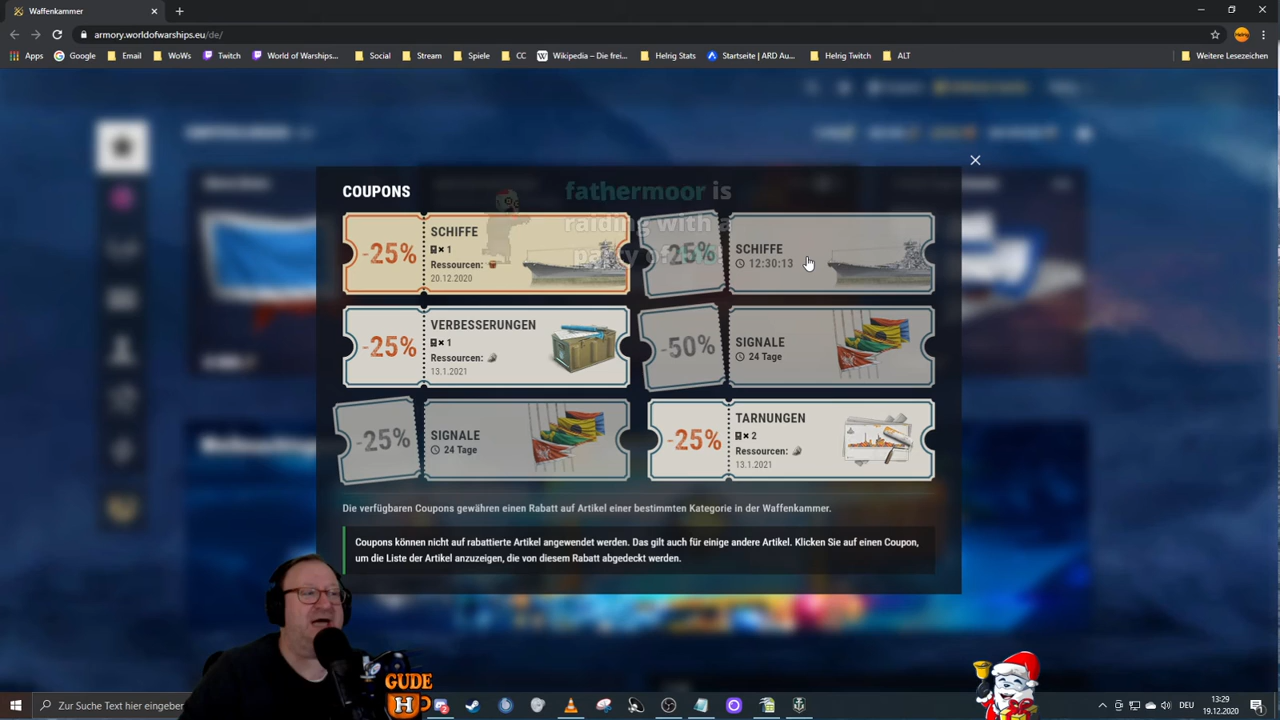 Waffenkammer
armory.worldofwarships.eu/de/
Apps
Google
Email
WoWs
Twitch
World of Warships...
Social
Stream
Spiele
CC
Wikipedia – Die frei...
Helrig Stats
Startseite | ARD Au...
Helrig Twitch
ALT
Weitere Lesezeichen
COUPONS
fathermoor is
raiding with a
-25%
SCHIFFE
× 1
Ressourcen:
20.12.2020
-25%
SCHIFFE
12:30:13
-25%
VERBESSERUNGEN
× 1
Ressourcen:
13.1.2021
-50%
SIGNALE
24 Tage
-25%
SIGNALE
24 Tage
-25%
TARNUNGEN
× 2
Ressourcen:
13.1.2021
Die verfügbaren Coupons gewähren einen Rabatt auf Artikel einer bestimmten Kategorie in der Waffenkammer.
Coupons können nicht auf rabattierte Artikel angewendet werden. Das gilt auch für einige andere Artikel. Klicken Sie auf einen Coupon,
um die Liste der Artikel anzuzeigen, die von diesem Rabatt abgedeckt werden.
GUDE
H
Zur Suche Text hier eingeben
DEU
13:29
19.12.2020